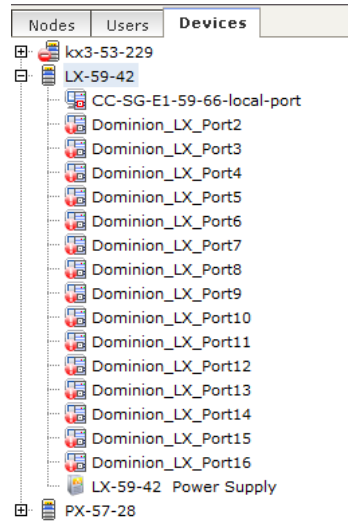 Nodes Users Devices
kx3-53-229
LX-59-42
CC-SG-E1-59-66-local-port
Dominion_LX_Port2
Dominion_LX_Port3
Dominion_LX_Port4
Dominion_LX_Port5
Dominion_LX_Port6
Dominion_LX_Port7
Dominion_LX_Port8
Dominion_LX_Port9
Dominion_LX_Port10
Dominion_LX_Port11
Dominion_LX_Port12
Dominion_LX_Port13
Dominion_LX_Port14
Dominion_LX_Port15
Dominion_LX_Port16
LX-59-42 Power Supply
PX-57-28